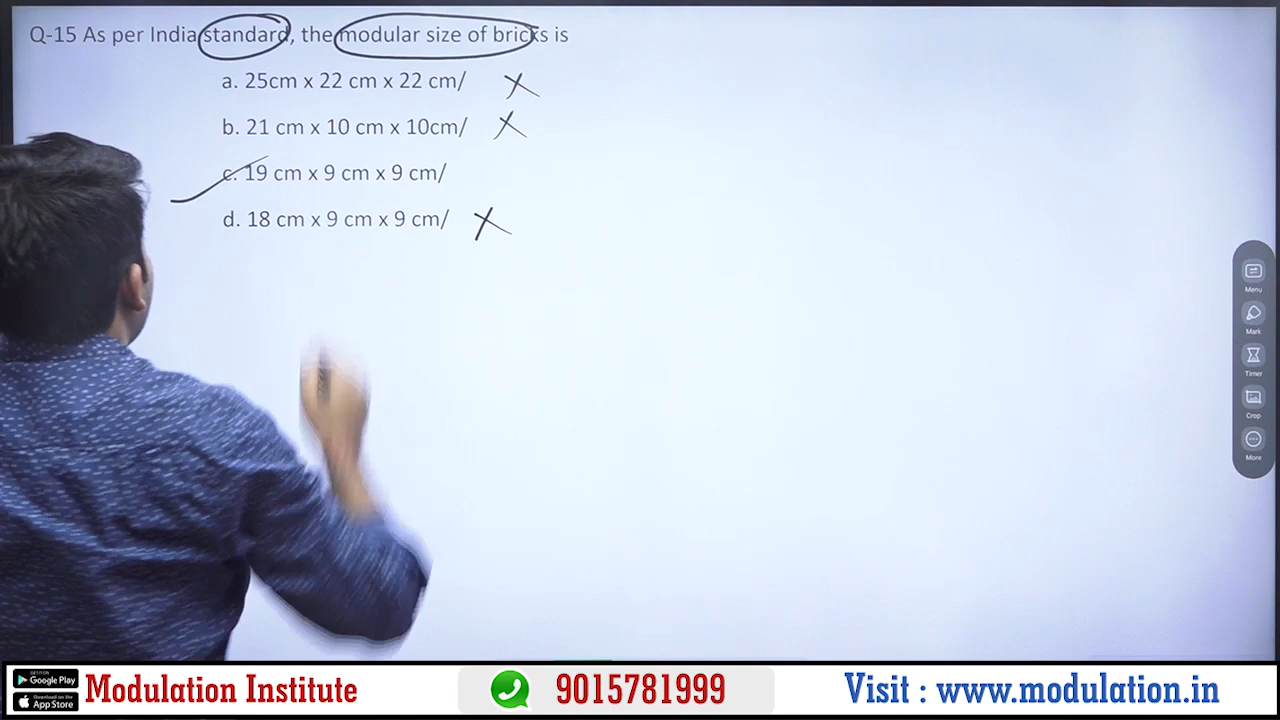 Q-15 As per India standard, the modular size of bricks is
a. 25cm x 22 cm x 22 cm/
b. 21 cm x 10 cm x 10cm/
c. 19 cm x 9 cm x 9 cm/
d. 18 cm x 9 cm x 9 cm/
Menu
Mark
Timer
Crop
More
GET IT ON
Google Play
Download on the
App Store
Modulation Institute
9015781999
Visit : www.modulation.in